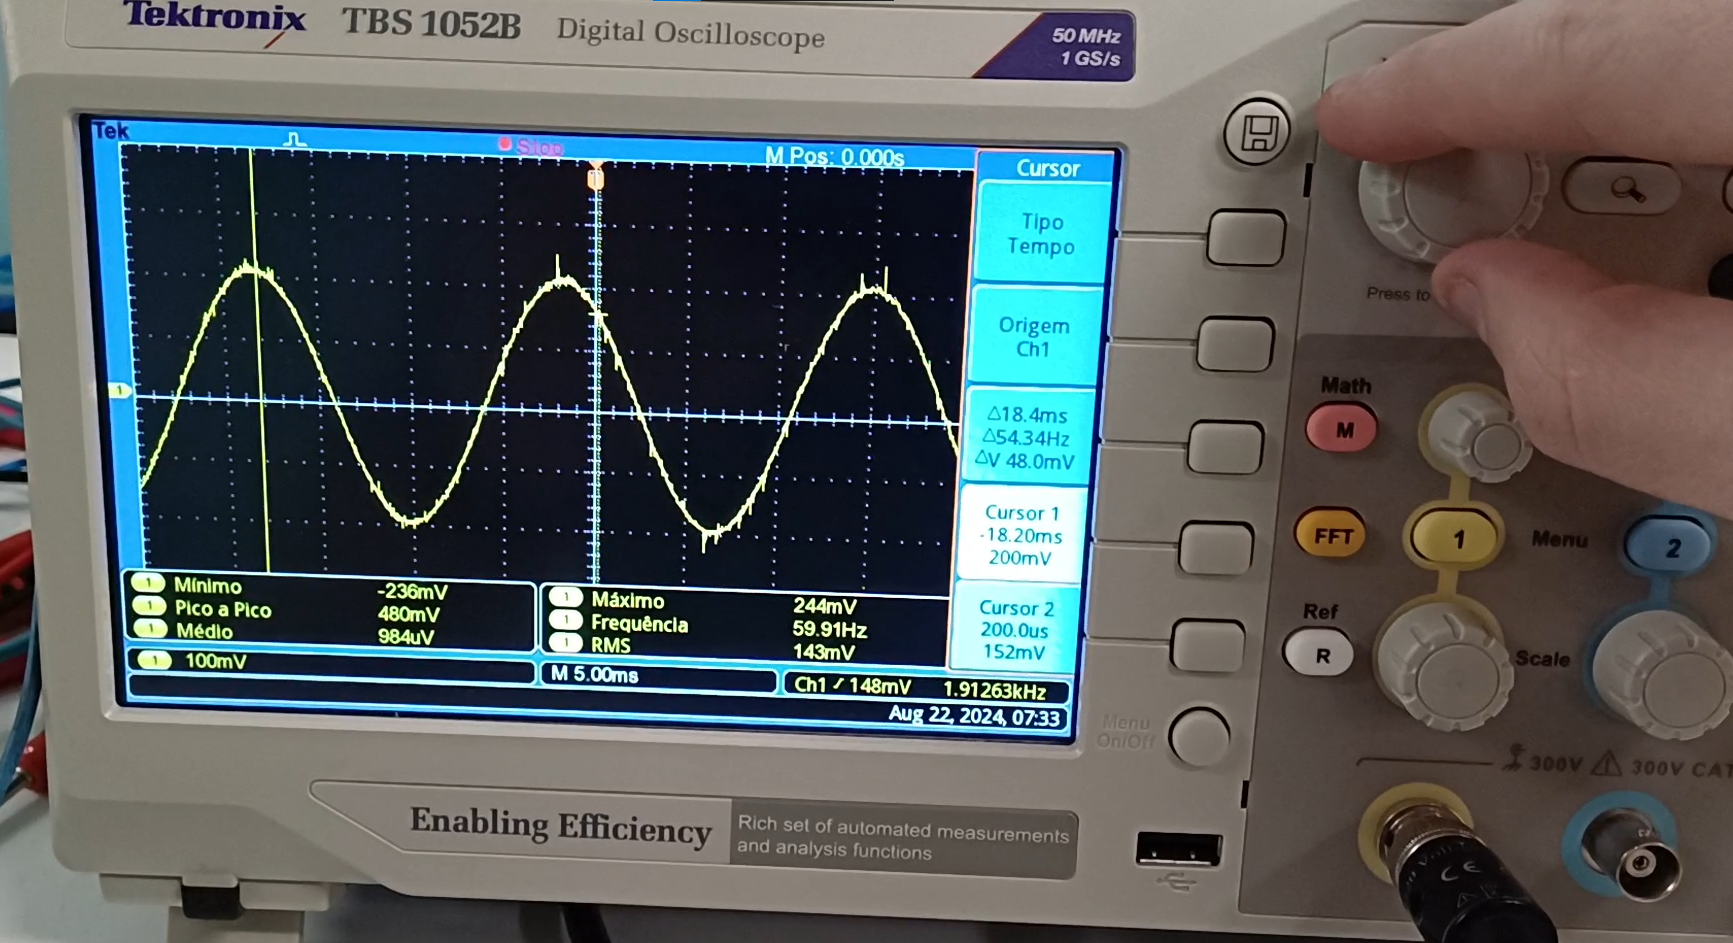 Tektronix TBS 1052B Digital Oscilloscope
50 MHz
1 GS/s
Tek
Stop
M Pos: 0.000s
Cursor
Tipo
Tempo
Origem
Ch1
△18.4ms
△54.34Hz
△V 48.0mV
Cursor 1
-18.20ms
200mV
Cursor 2
200.0us
152mV
1
1 Mínimo -236mV
1 Pico a Pico 480mV
1 Médio 984uV
1 Máximo 244mV
1 Frequência 59.91Hz
1 RMS 143mV
1 100mV
M 5.00ms
Ch1 148mV 1.91263kHz
Aug 22, 2024, 07:33
Press to
Math
M
FFT
1
Menu
2
Ref
R
Scale
Menu
On/Off
300V 300V CAT
Enabling Efficiency
Rich set of automated measurements
and analysis functions
CE